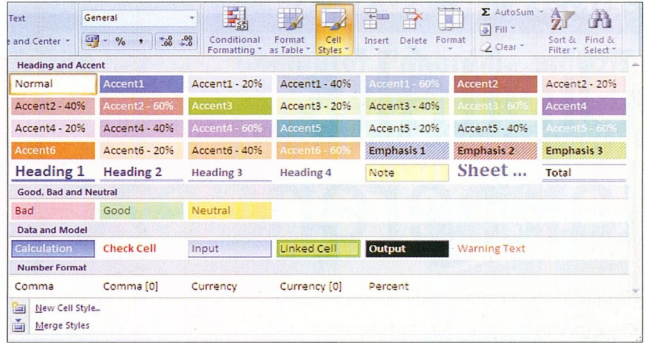 Text General Σ AutoSum
Fill
e and Center % , .00 .00 Conditional Format Cell Insert Delete Format Sort & Find &
Formatting as Table Styles Clear Filter Select
Heading and Accent
Normal Accent1 Accent1 - 20% Accent1 - 40% Accent1 - 60% Accent2 Accent2 - 20%
Accent2 - 40% Accent2 - 60% Accent3 Accent3 - 20% Accent3 - 40% Accent3 - 60% Accent4
Accent4 - 20% Accent4 - 40% Accent4 - 60% Accent5 Accent5 - 20% Accent5 - 40% Accent5 - 60%
Accent6 Accent6 - 20% Accent6 - 40% Accent6 - 60% Emphasis 1 Emphasis 2 Emphasis 3
Heading 1 Heading 2 Heading 3 Heading 4 Note Sheet ... Total
Good, Bad and Neutral
Bad Good Neutral
Data and Model
Calculation Check Cell Input Linked Cell Output Warning Text
Number Format
Comma Comma [0] Currency Currency [0] Percent
New Cell Style...
Merge Styles